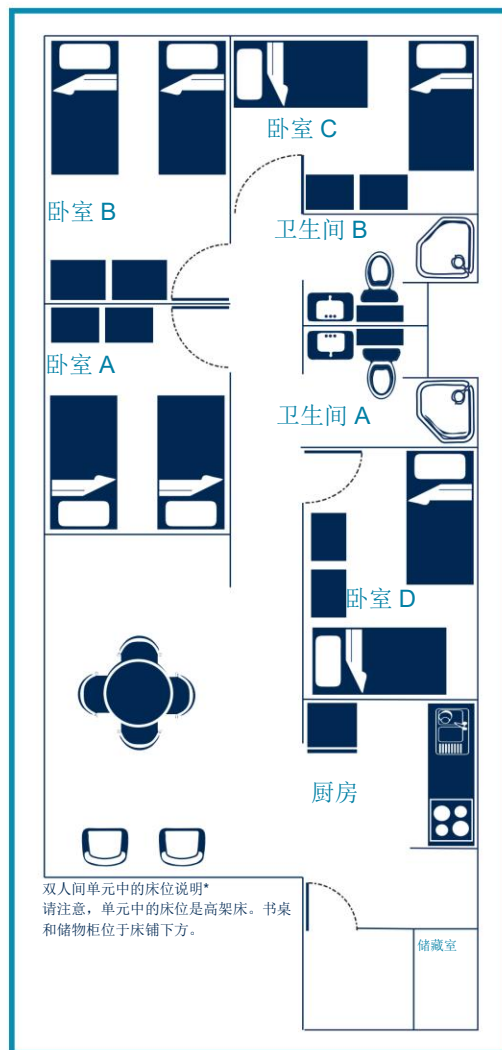 卧室 C
卧室 B
卫生间 B
卧室 A
卫生间 A
卧室 D
厨房
双人间单元中的床位说明*
请注意，单元中的床位是高架床。书桌
和储物柜位于床铺下方。
储藏室